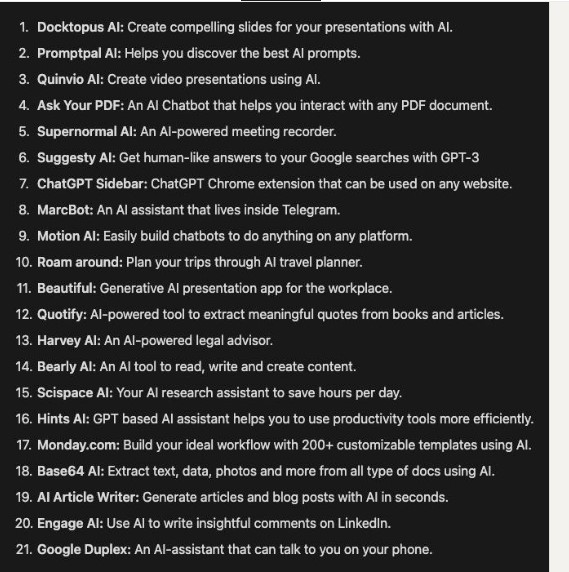 1. Docktopus AI: Create compelling slides for your presentations with AI.
2. Promptpal AI: Helps you discover the best AI prompts.
3. Quinvio AI: Create video presentations using AI.
4. Ask Your PDF: An AI Chatbot that helps you interact with any PDF document.
5. Supernormal AI: An AI-powered meeting recorder.
6. Suggesty AI: Get human-like answers to your Google searches with GPT-3
7. ChatGPT Sidebar: ChatGPT Chrome extension that can be used on any website.
8. MarcBot: An AI assistant that lives inside Telegram.
9. Motion AI: Easily build chatbots to do anything on any platform.
10. Roam around: Plan your trips through AI travel planner.
11. Beautiful: Generative AI presentation app for the workplace.
12. Quotify: AI-powered tool to extract meaningful quotes from books and articles.
13. Harvey AI: An AI-powered legal advisor.
14. Bearly AI: An AI tool to read, write and create content.
15. Scispace AI: Your AI research assistant to save hours per day.
16. Hints AI: GPT based AI assistant helps you to use productivity tools more efficiently.
17. Monday.com: Build your ideal workflow with 200+ customizable templates using AI.
18. Base64 AI: Extract text, data, photos and more from all type of docs using AI.
19. AI Article Writer: Generate articles and blog posts with AI in seconds.
20. Engage AI: Use AI to write insightful comments on LinkedIn.
21. Google Duplex: An AI-assistant that can talk to you on your phone.